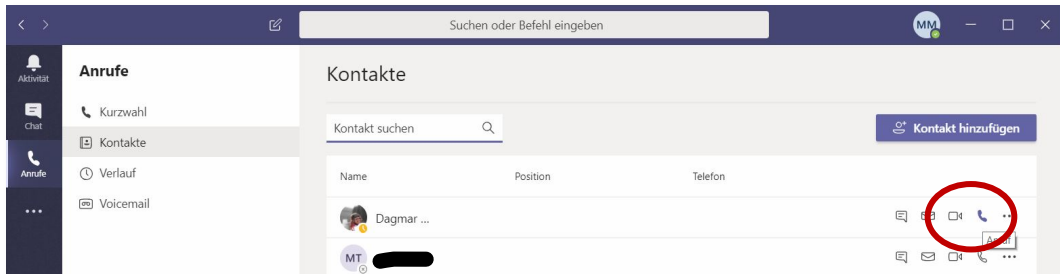 Suchen oder Befehl eingeben
MM
Aktivität
Chat
Anrufe
Anrufe
Kurzwahl
Kontakte
Verlauf
Voicemail
Kontakte
Kontakt suchen
Kontakt hinzufügen
Name Position Telefon
Dagmar ...
Anruf
MT